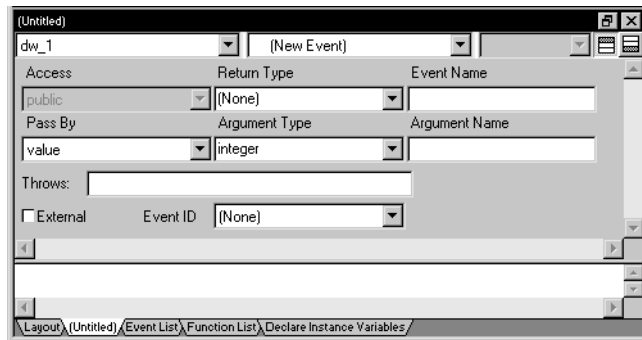 (Untitled)
dw_1 (New Event)
Access Return Type Event Name
public (None)
Pass By Argument Type Argument Name
value integer
Throws:
External Event ID (None)
Layout (Untitled) Event List Function List Declare Instance Variables